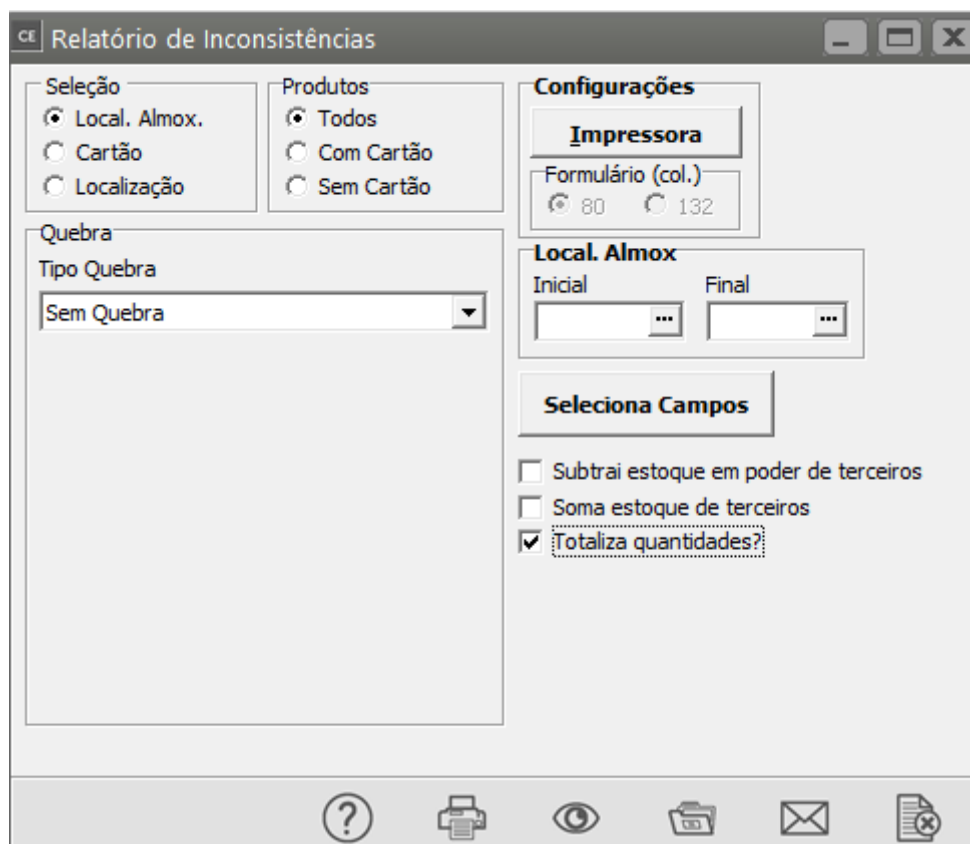 CE Relatório de Inconsistências
Seleção
Local. Almox.
Cartão
Localização
Produtos
Todos
Com Cartão
Sem Cartão
Configurações
Impressora
Formulário (col.)
80 132
Quebra
Tipo Quebra
Sem Quebra
Local. Almox
Inicial Final
... ...
Seleciona Campos
Subtrai estoque em poder de terceiros
Soma estoque de terceiros
Totaliza quantidades?
?